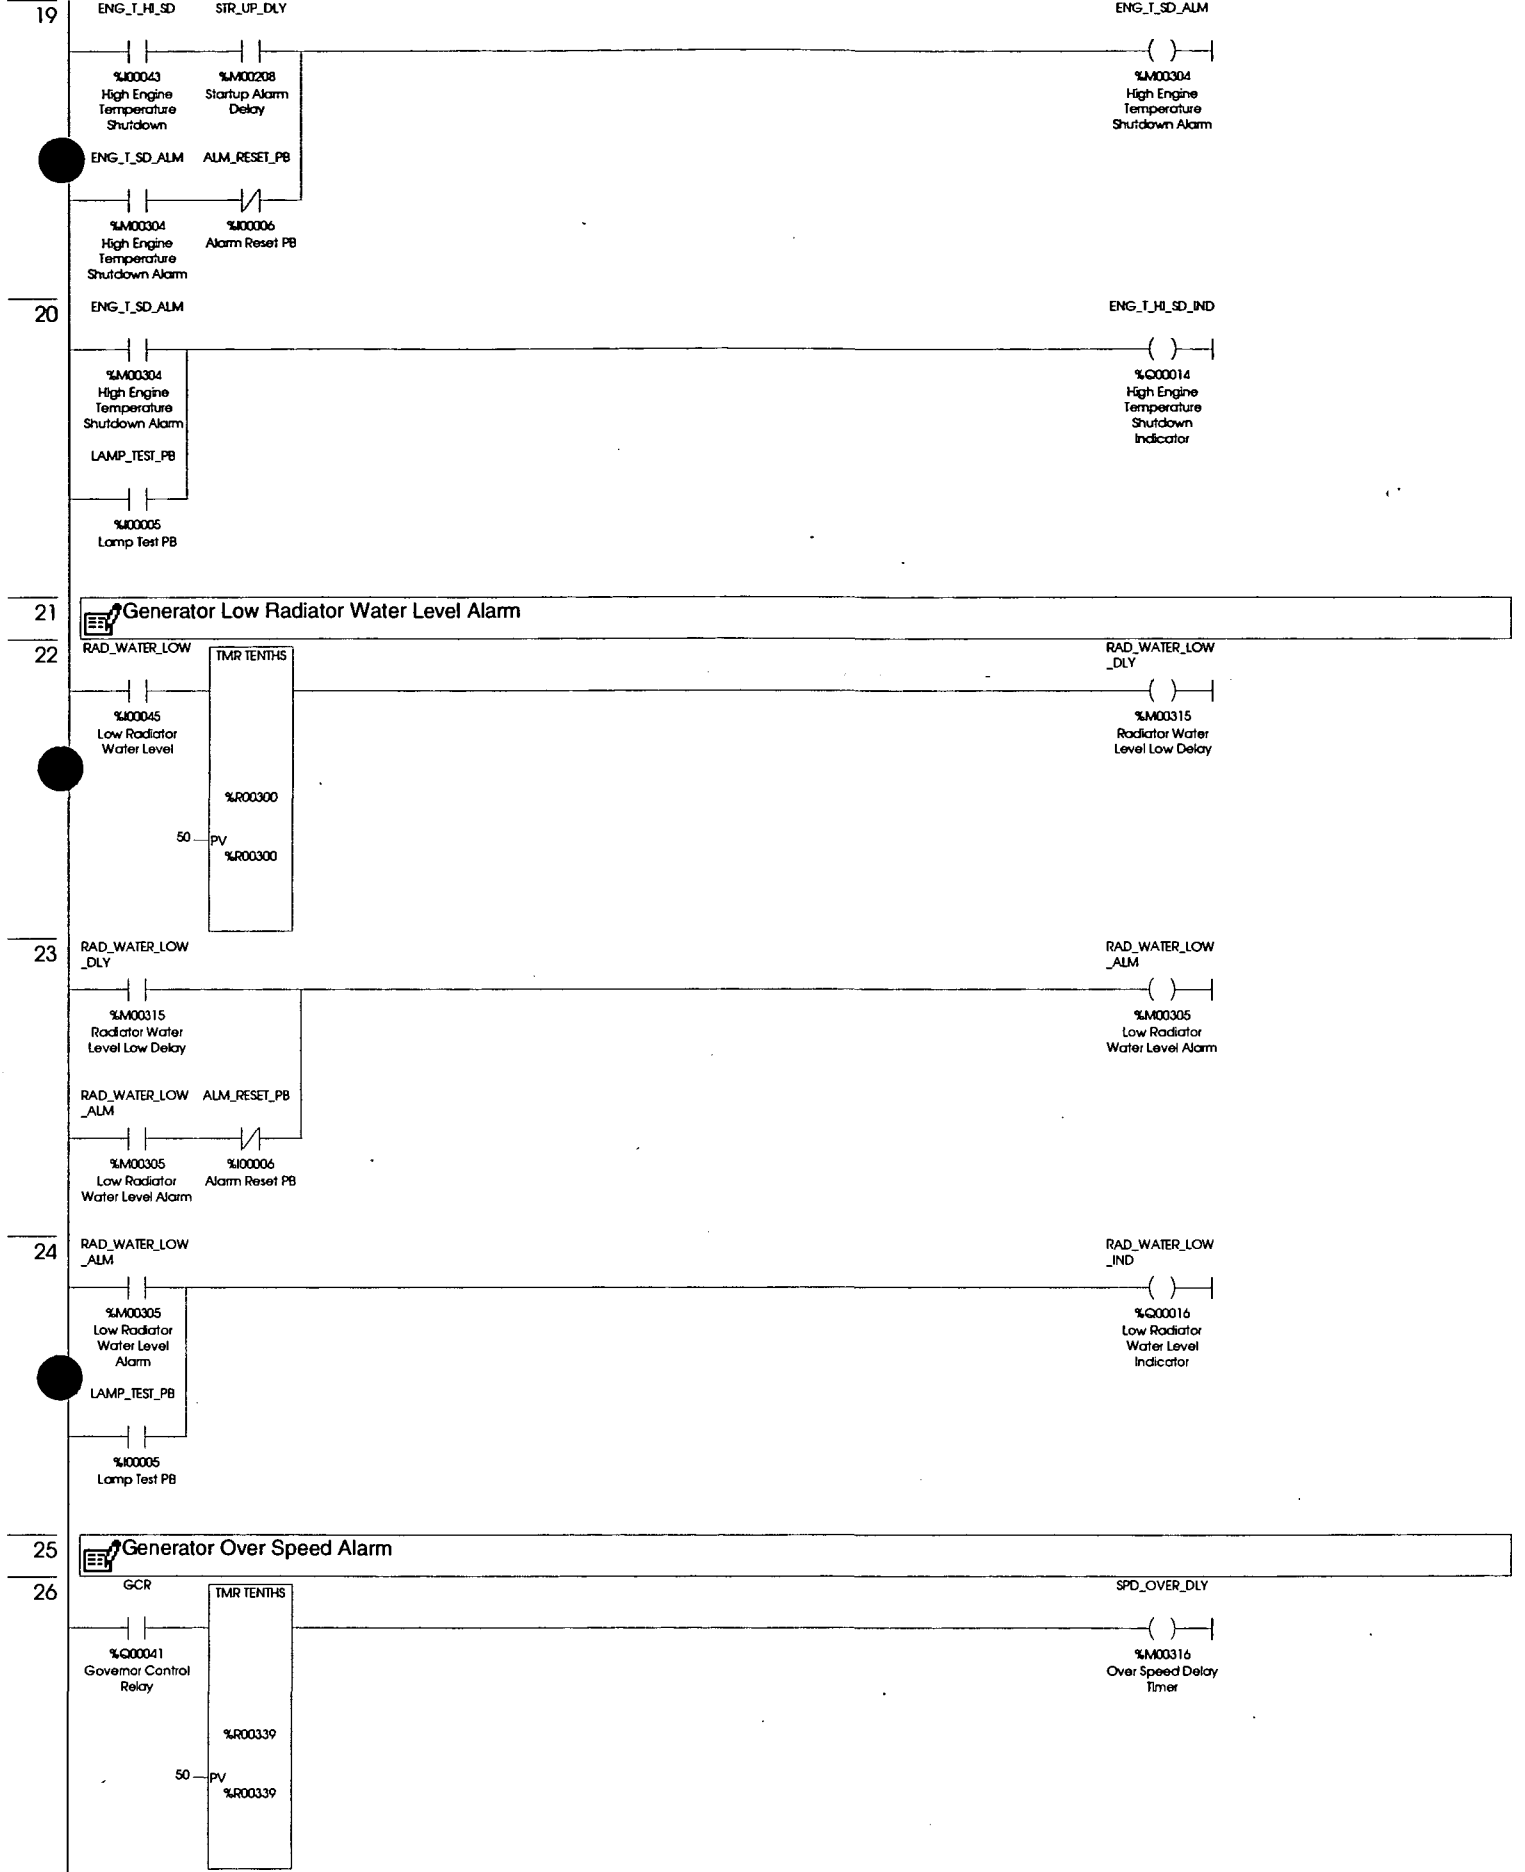 19
ENG_T_HI_SD STR_UP_DLY ENG_T_SD_ALM
%I00043 %M00208 %M00304
High Engine Startup Alarm High Engine
Temperature Delay Temperature
Shutdown Shutdown Alarm
ENG_T_SD_ALM ALM_RESET_PB
%M00304 %I00006
High Engine Alarm Reset PB
Temperature
Shutdown Alarm
20
ENG_T_SD_ALM ENG_T_HI_SD_IND
%M00304 %Q00014
High Engine High Engine
Temperature Temperature
Shutdown Alarm Shutdown
Indicator
LAMP_TEST_PB
%I00005
Lamp Test PB
21 Generator Low Radiator Water Level Alarm
22
RAD_WATER_LOW TMR TENTHS RAD_WATER_LOW
_DLY
%I00045 %M00315
Low Radiator Radiator Water
Water Level Level Low Delay
%R00300
50 PV
%R00300
23
RAD_WATER_LOW RAD_WATER_LOW
_DLY _ALM
%M00315 %M00305
Radiator Water Low Radiator
Level Low Delay Water Level Alarm
RAD_WATER_LOW ALM_RESET_PB
_ALM
%M00305 %I00006
Low Radiator Alarm Reset PB
Water Level Alarm
24
RAD_WATER_LOW RAD_WATER_LOW
_ALM _IND
%M00305 %Q00016
Low Radiator Low Radiator
Water Level Water Level
Alarm Indicator
LAMP_TEST_PB
%I00005
Lamp Test PB
25 Generator Over Speed Alarm
26
GCR TMR TENTHS SPD_OVER_DLY
%Q00041 %M00316
Governor Control Over Speed Delay
Relay Timer
%R00339
50 PV
%R00339